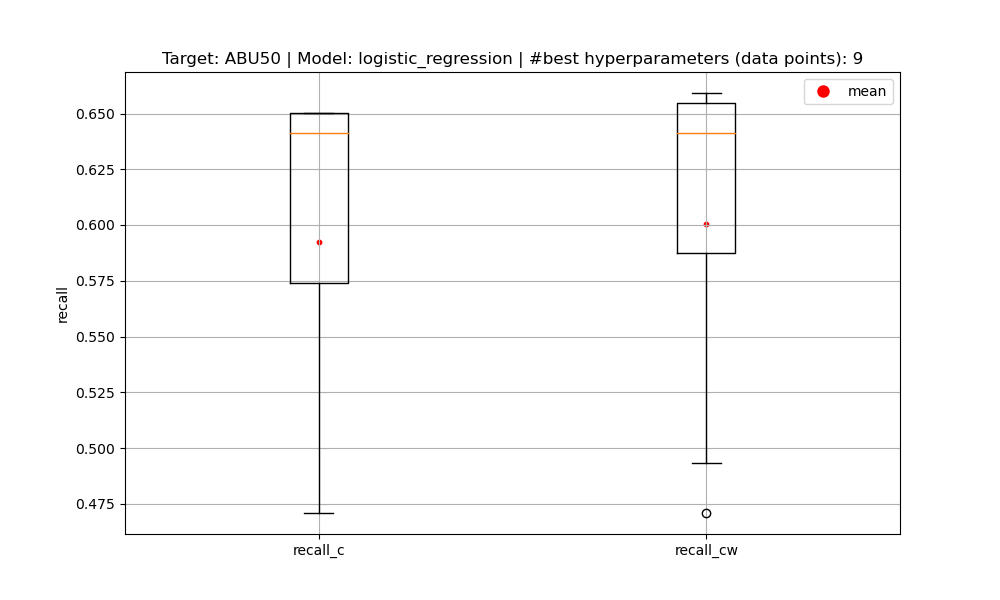 Target: ABU50 | Model: logistic_regression | #best hyperparameters (data points): 9
mean
0.650
0.625
0.600
0.575
0.550
0.525
0.500
0.475
recall
recall_c
recall_cw